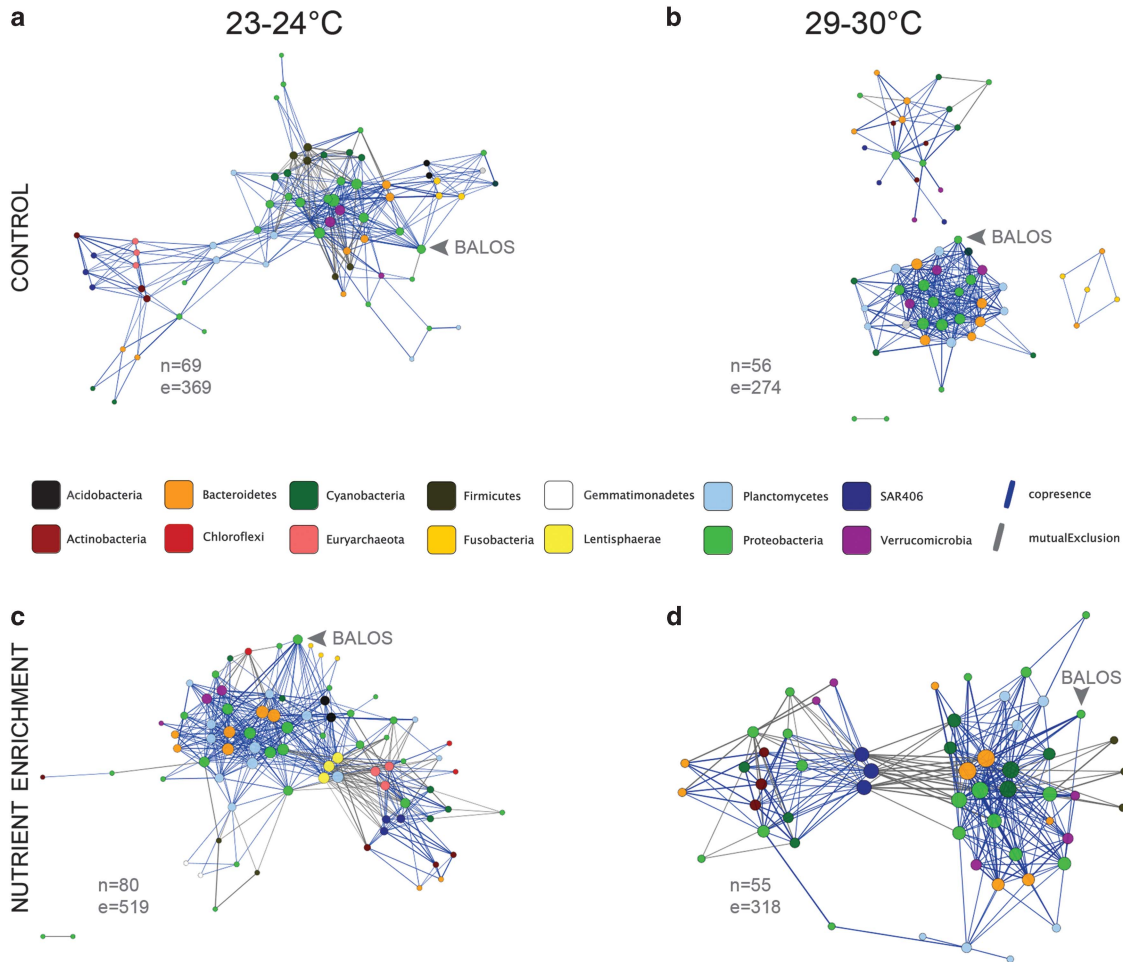 a
23-24°C
b
29-30°C
CONTROL
BALOS
BALOS
n=69
e=369
n=56
e=274
Acidobacteria
Bacteroidetes
Cyanobacteria
Firmicutes
Gemmatimonadetes
Planctomycetes
SAR406
copresence
Actinobacteria
Chloroflexi
Euryarchaeota
Fusobacteria
Lentisphaerae
Proteobacteria
Verrucomicrobia
mutualExclusion
c
d
NUTRIENT ENRICHMENT
BALOS
BALOS
n=80
e=519
n=55
e=318